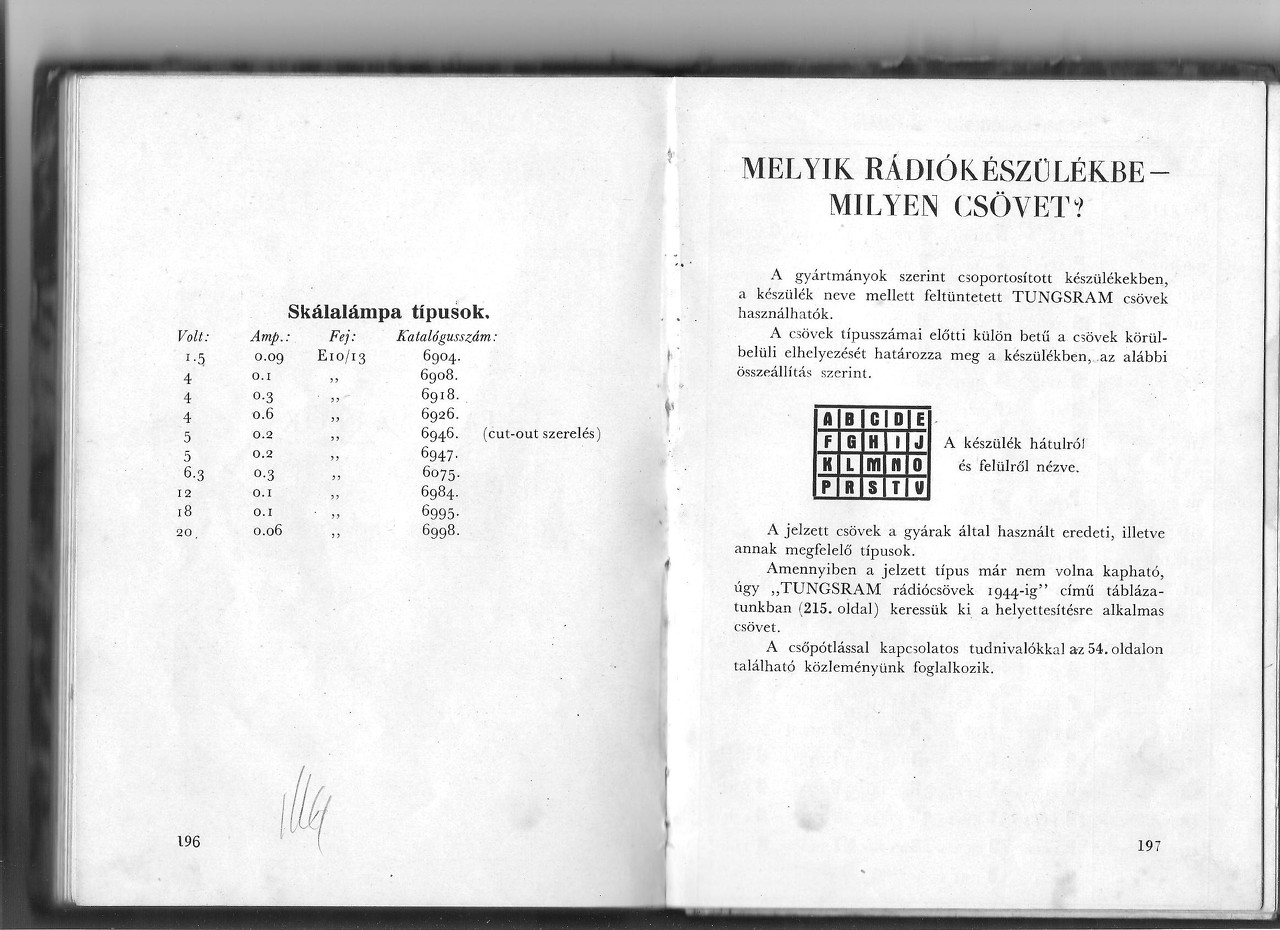 Skálalámpa típusok.
Volt: Amp.: Fej: Katalógusszám:
1.5 0.09 E10/13 6904.
4 0.1 ,, 6908.
4 0.3 ,, 6918.
4 0.6 ,, 6926.
5 0.2 ,, 6946. (cut-out szerelés)
5 0.2 ,, 6947.
6.3 0.3 ,, 6075.
12 0.1 ,, 6984.
18 0.1 ,, 6995.
20 0.06 ,, 6998.
196
MELYIK RÁDIÓKÉSZÜLÉKBE—
MILYEN CSÖVET?
A gyártmányok szerint csoportosított készülékekben,
a készülék neve mellett feltüntetett TUNGSRAM csövek
használhatók.
A csövek típusszámai előtti külön betű a csövek körül-
belüli elhelyezését határozza meg a készülékben, az alábbi
összeállítás szerint.
A B C D E
F G H I J
K L M N O
P R S T V
A készülék hátulról
és felülről nézve.
A jelzett csövek a gyárak által használt eredeti, illetve
annak megfelelő típusok.
Amennyiben a jelzett típus már nem volna kapható,
úgy ,,TUNGSRAM rádiócsövek 1944-ig” című tábláza-
tunkban (215. oldal) keressük ki a helyettesítésre alkalmas
csövet.
A csőpótlással kapcsolatos tudnivalókkal az 54. oldalon
található közleményünk foglalkozik.
197